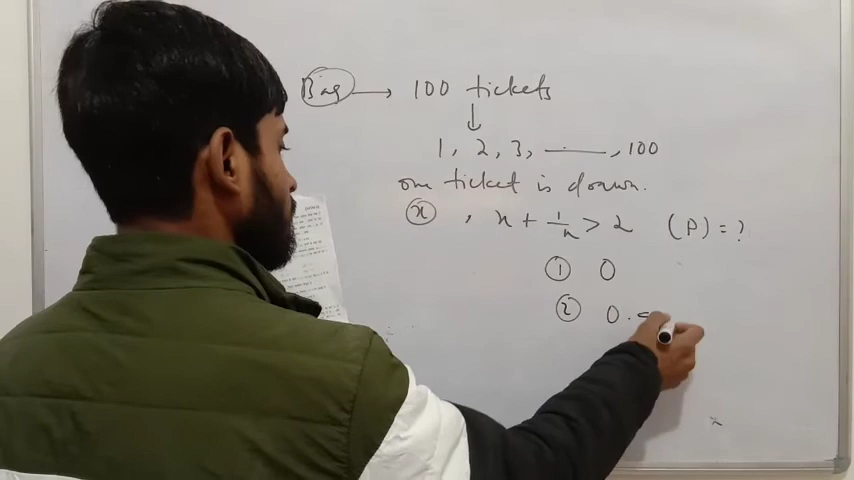 Bag → 100 tickets
↓
1, 2, 3, ——, 100
one ticket is drawn.
x , x + 1/x > 2 (P) = ?
① 0
② 0.